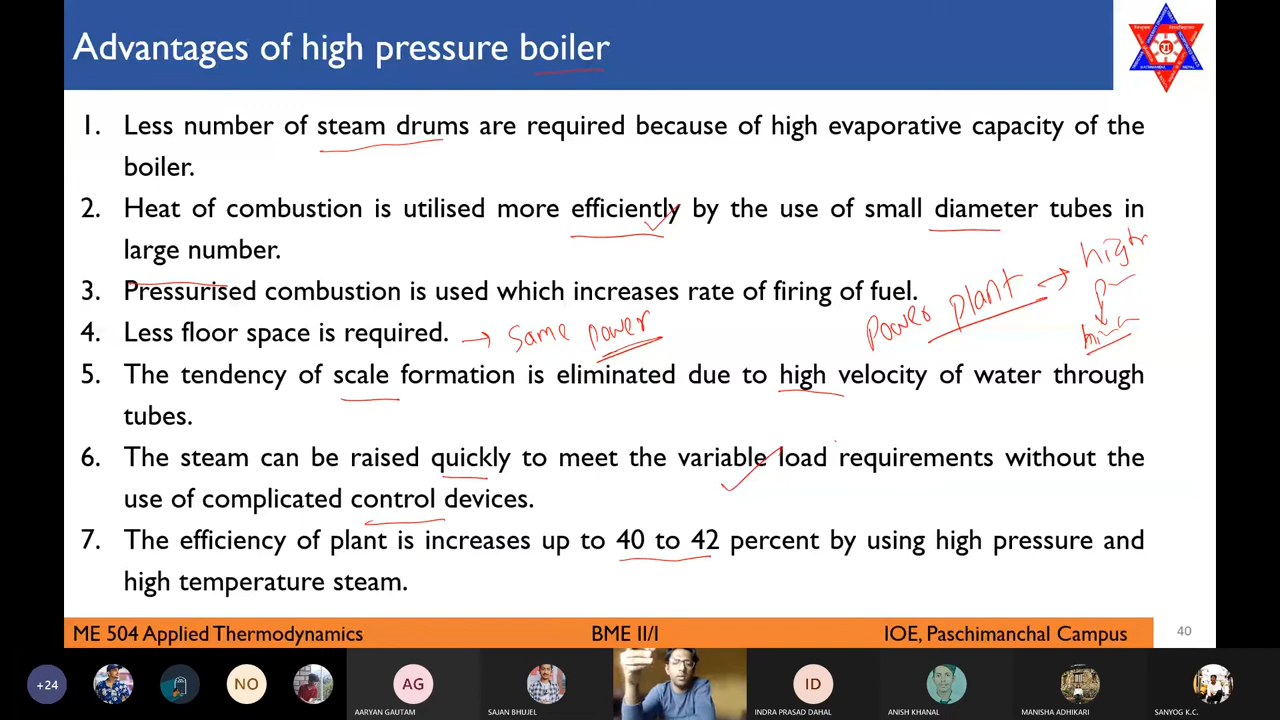 Advantages of high pressure boiler
1. Less number of steam drums are required because of high evaporative capacity of the
boiler.
2. Heat of combustion is utilised more efficiently by the use of small diameter tubes in
large number.
high
3. Pressurised combustion is used which increases rate of firing of fuel.
Power plant →
4. Less floor space is required. → Same power
5. The tendency of scale formation is eliminated due to high velocity of water through
tubes.
6. The steam can be raised quickly to meet the variable load requirements without the
use of complicated control devices.
7. The efficiency of plant is increases up to 40 to 42 percent by using high pressure and
high temperature steam.
ME 504 Applied Thermodynamics BME II/I IOE, Paschimanchal Campus 40
+24 NO AG ID
AARYAN GAUTAM SAJAN BHUJEL INDRA PRASAD DAHAL ANISH KHANAL MANISHA ADHIKARI SANYOG K.C.